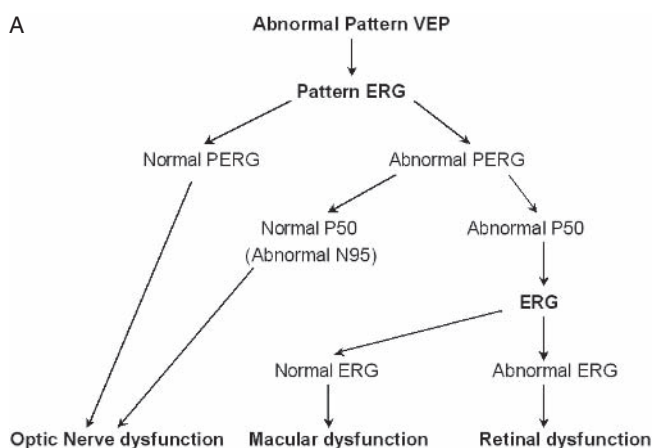 A
Abnormal Pattern VEP
Pattern ERG
Normal PERG
Abnormal PERG
Normal P50
(Abnormal N95)
Abnormal P50
ERG
Normal ERG
Abnormal ERG
Optic Nerve dysfunction
Macular dysfunction
Retinal dysfunction